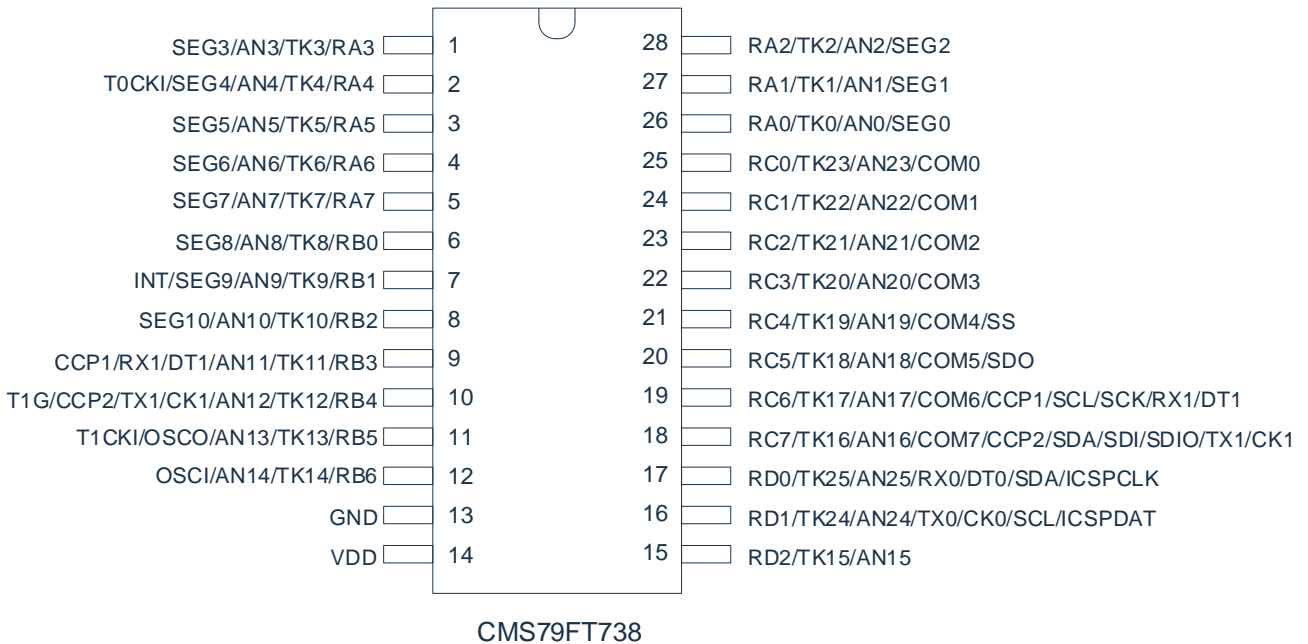 SEG3/AN3/TK3/RA3 1 28 RA2/TK2/AN2/SEG2
T0CKI/SEG4/AN4/TK4/RA4 2 27 RA1/TK1/AN1/SEG1
SEG5/AN5/TK5/RA5 3 26 RA0/TK0/AN0/SEG0
SEG6/AN6/TK6/RA6 4 25 RC0/TK23/AN23/COM0
SEG7/AN7/TK7/RA7 5 24 RC1/TK22/AN22/COM1
SEG8/AN8/TK8/RB0 6 23 RC2/TK21/AN21/COM2
INT/SEG9/AN9/TK9/RB1 7 22 RC3/TK20/AN20/COM3
SEG10/AN10/TK10/RB2 8 21 RC4/TK19/AN19/COM4/SS
CCP1/RX1/DT1/AN11/TK11/RB3 9 20 RC5/TK18/AN18/COM5/SDO
T1G/CCP2/TX1/CK1/AN12/TK12/RB4 10 19 RC6/TK17/AN17/COM6/CCP1/SCL/SCK/RX1/DT1
T1CKI/OSCO/AN13/TK13/RB5 11 18 RC7/TK16/AN16/COM7/CCP2/SDA/SDI/SDIO/TX1/CK1
OSCI/AN14/TK14/RB6 12 17 RD0/TK25/AN25/RX0/DT0/SDA/ICSPCLK
GND 13 16 RD1/TK24/AN24/TX0/CK0/SCL/ICSPDAT
VDD 14 15 RD2/TK15/AN15
CMS79FT738